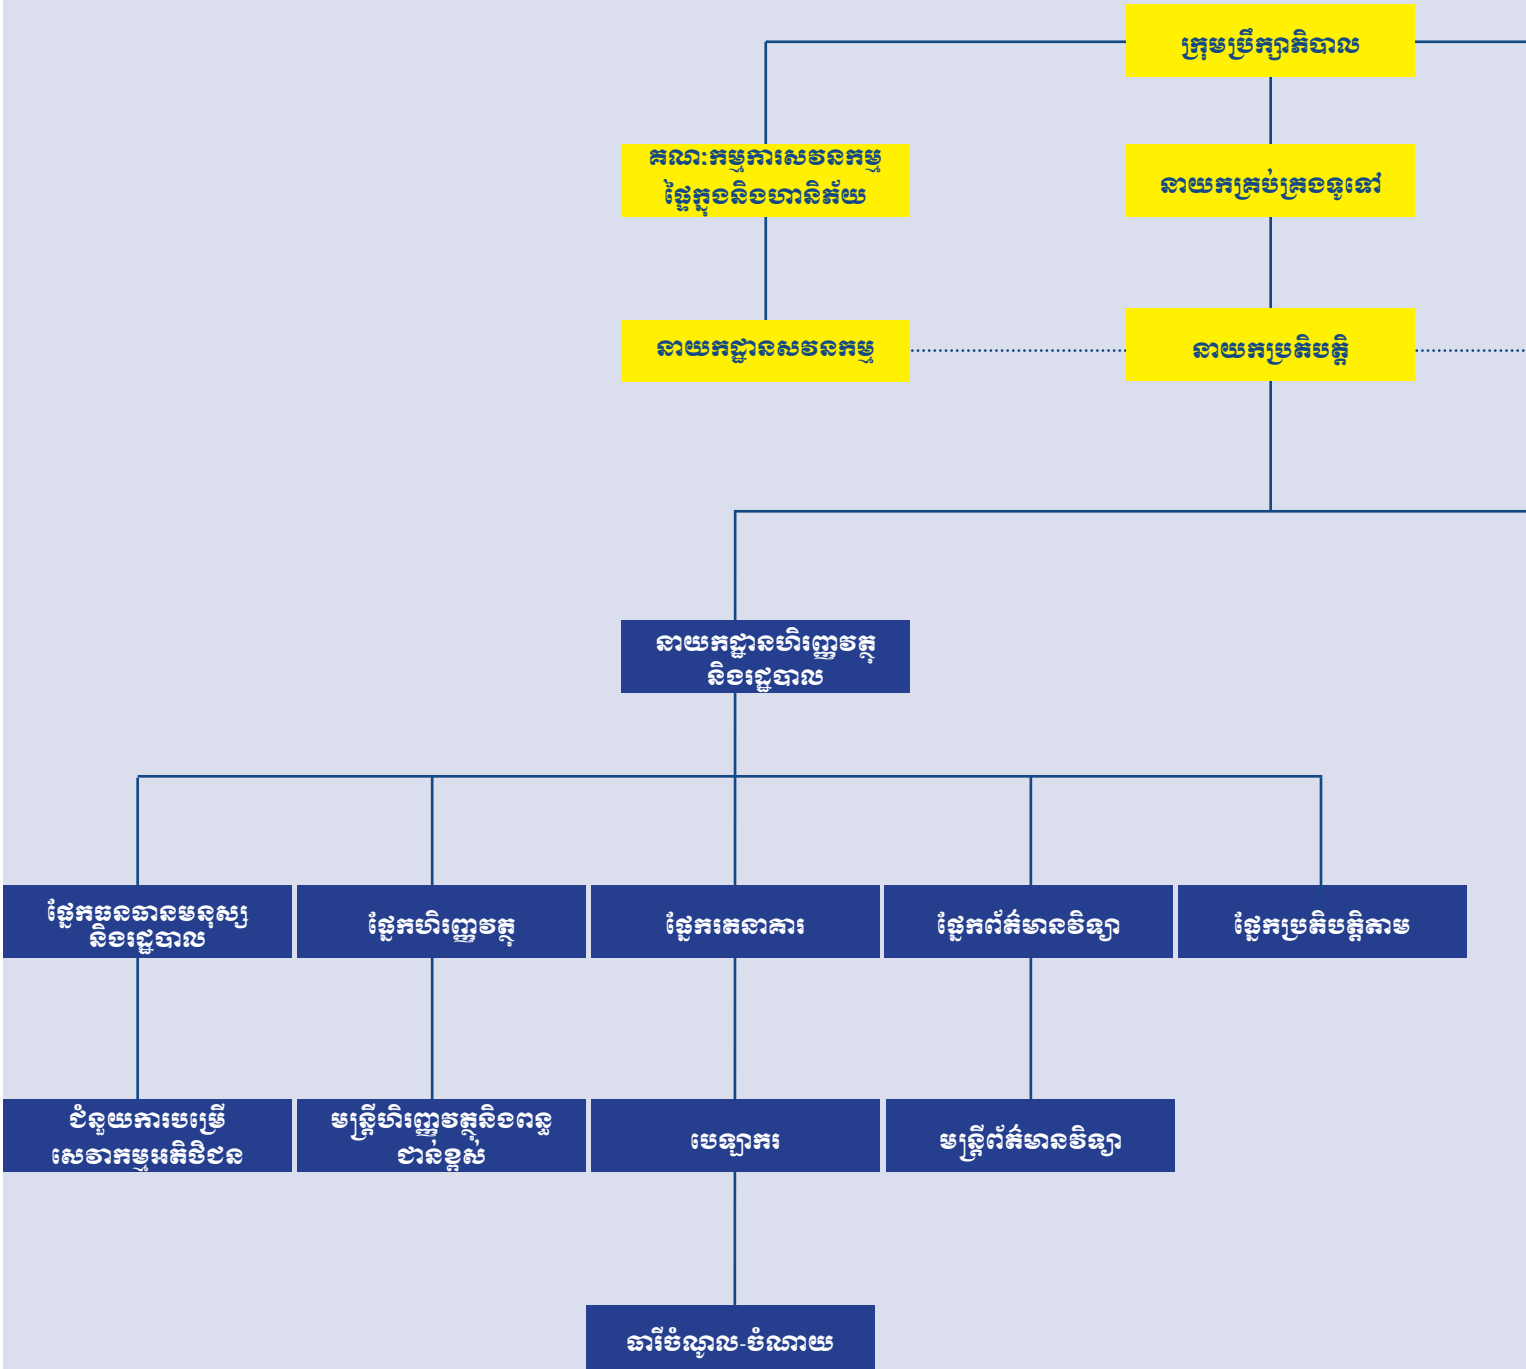 ក្រុមប្រឹក្សាភិបាល
គណៈកម្មការសវនកម្ម
ផ្ទៃក្នុងនិងហានិភ័យ
នាយកគ្រប់គ្រងទូទៅ
នាយកដ្ឋានសវនកម្ម
នាយកប្រតិបត្តិ
នាយកដ្ឋានហិរញ្ញវត្ថុ
និងរដ្ឋបាល
ផ្នែកធនធានមនុស្ស
និងរដ្ឋបាល
ផ្នែកហិរញ្ញវត្ថុ
ផ្នែករតនាគារ
ផ្នែកព័ត៌មានវិទ្យា
ផ្នែកប្រតិបត្តិតាម
ជំនួយការបម្រើ
សេវាកម្មអតិថិជន
មន្ត្រីហិរញ្ញវត្ថុនិងពន្ធ
ជាន់ខ្ពស់
បេឡាករ
មន្ត្រីព័ត៌មានវិទ្យា
ធារីចំណូល-ចំណាយ